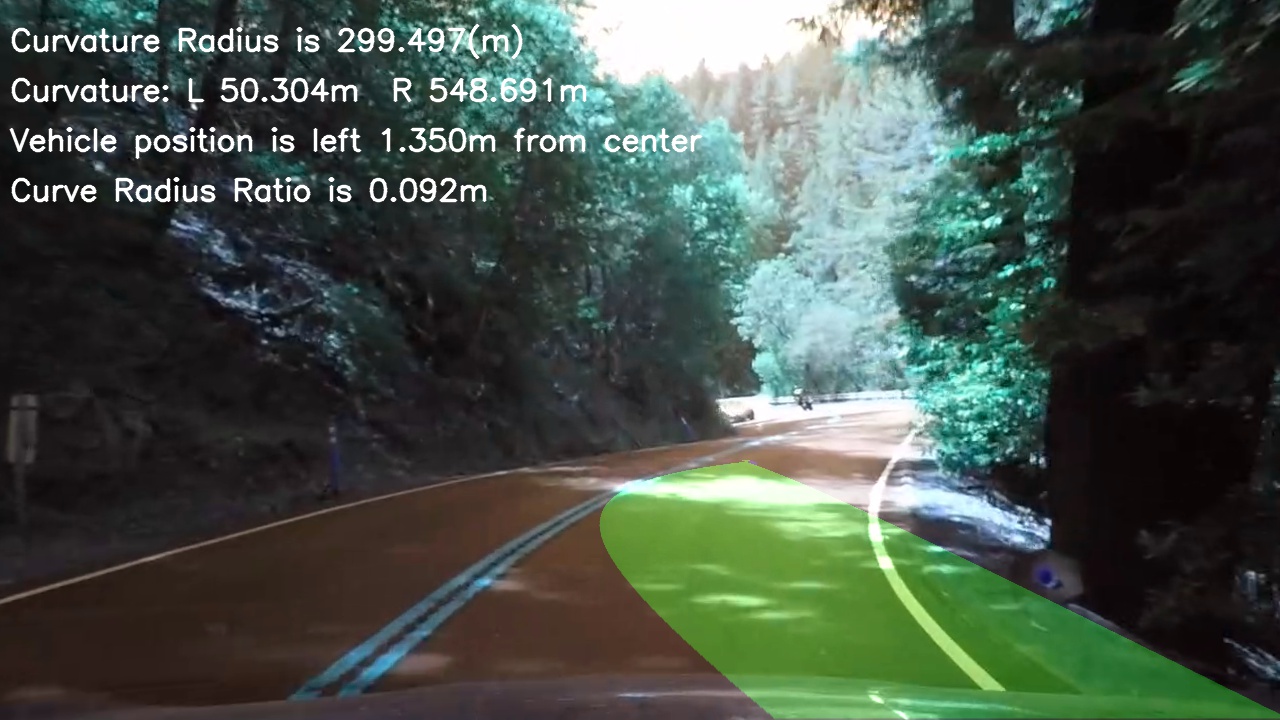 Curvature Radius is 299.497(m)
Curvature: L 50.304m R 548.691m
Vehicle position is left 1.350m from center
Curve Radius Ratio is 0.092m